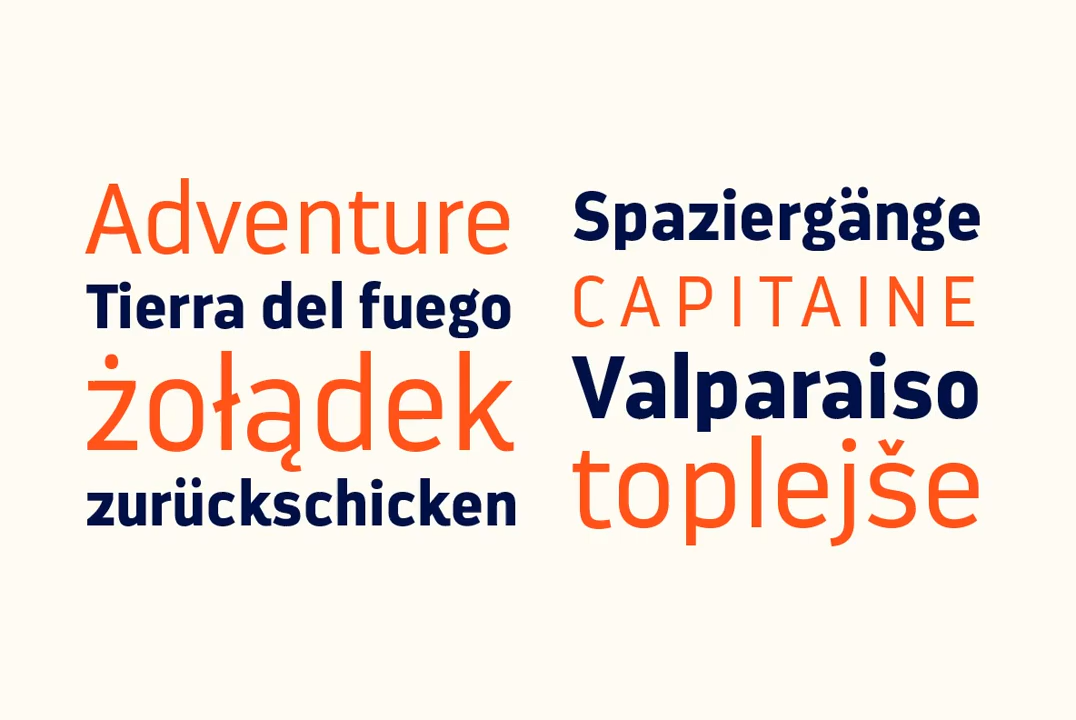 Adventure
Tierra del fuego
żołądek
zurückschicken
Spaziergänge
CAPITAINE
Valparaiso
toplejše